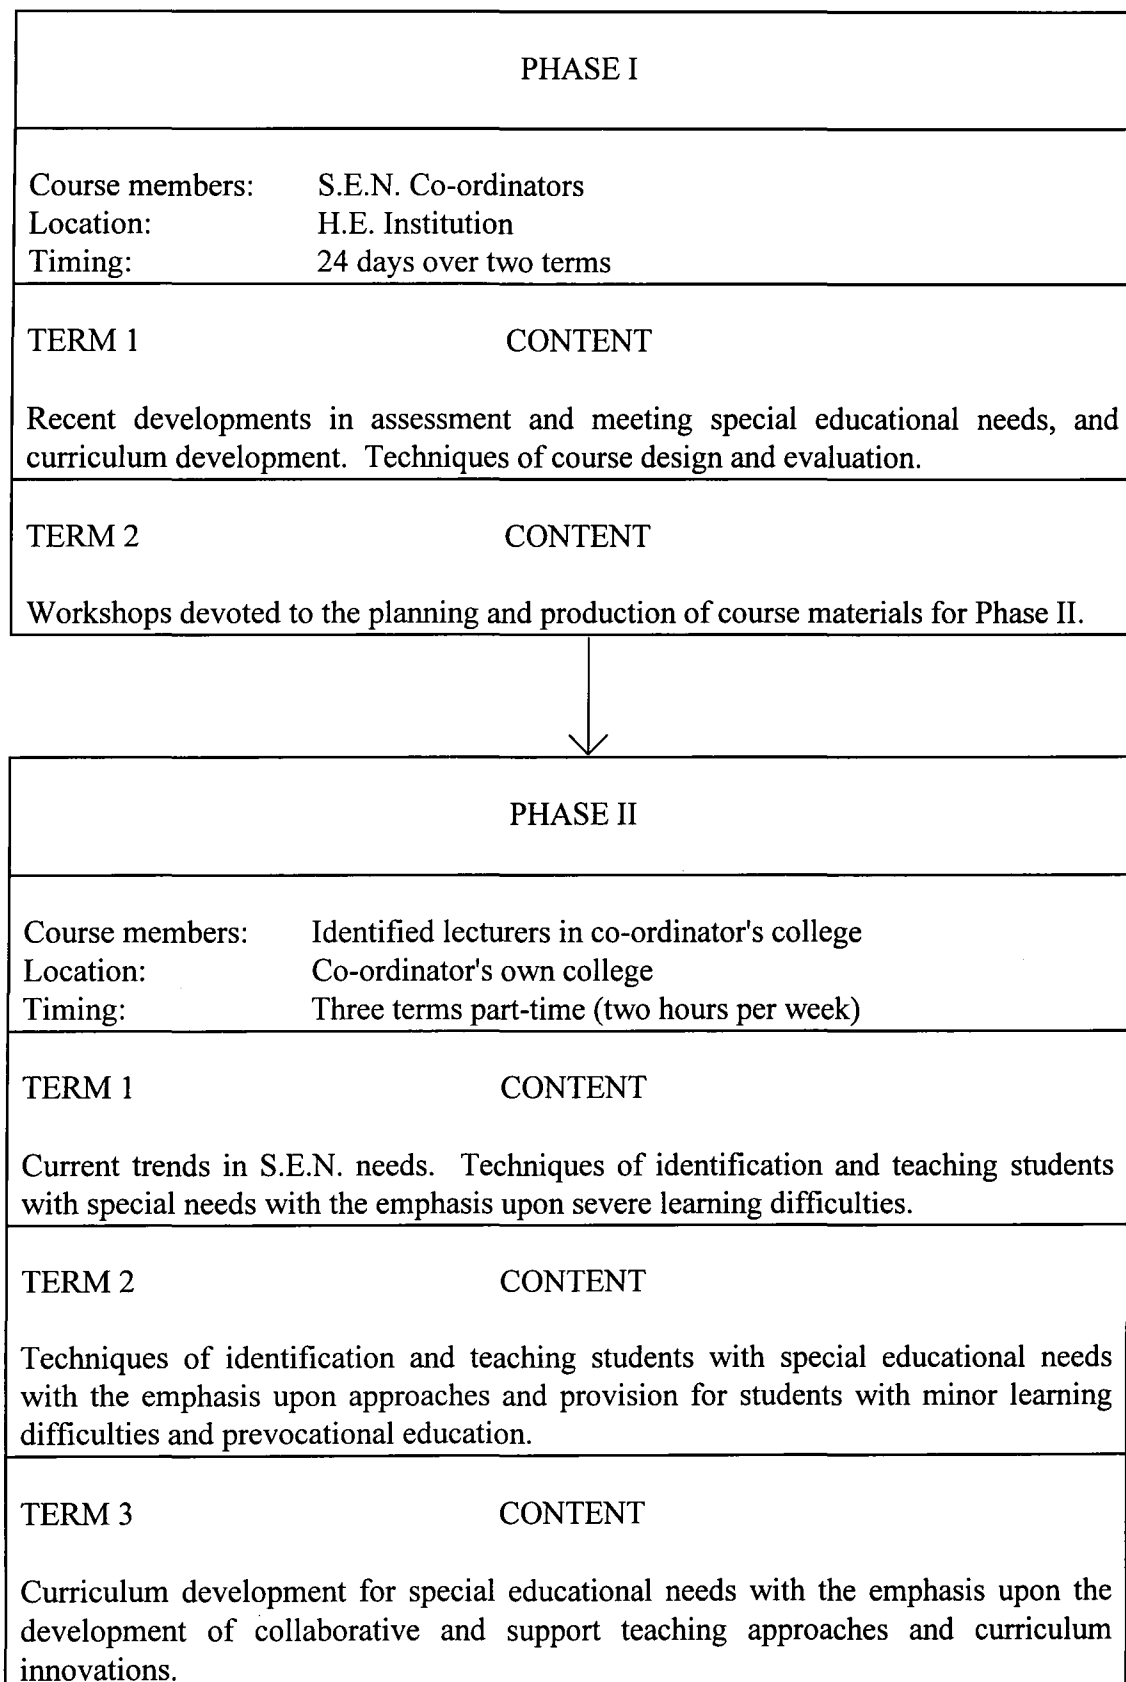 PHASE I
Course members: S.E.N. Co-ordinators
Location: H.E. Institution
Timing: 24 days over two terms
TERM 1 CONTENT
Recent developments in assessment and meeting special educational needs, and
curriculum development. Techniques of course design and evaluation.
TERM 2 CONTENT
Workshops devoted to the planning and production of course materials for Phase II.
PHASE II
Course members: Identified lecturers in co-ordinator's college
Location: Co-ordinator's own college
Timing: Three terms part-time (two hours per week)
TERM 1 CONTENT
Current trends in S.E.N. needs. Techniques of identification and teaching students
with special needs with the emphasis upon severe learning difficulties.
TERM 2 CONTENT
Techniques of identification and teaching students with special educational needs
with the emphasis upon approaches and provision for students with minor learning
difficulties and prevocational education.
TERM 3 CONTENT
Curriculum development for special educational needs with the emphasis upon the
development of collaborative and support teaching approaches and curriculum
innovations.